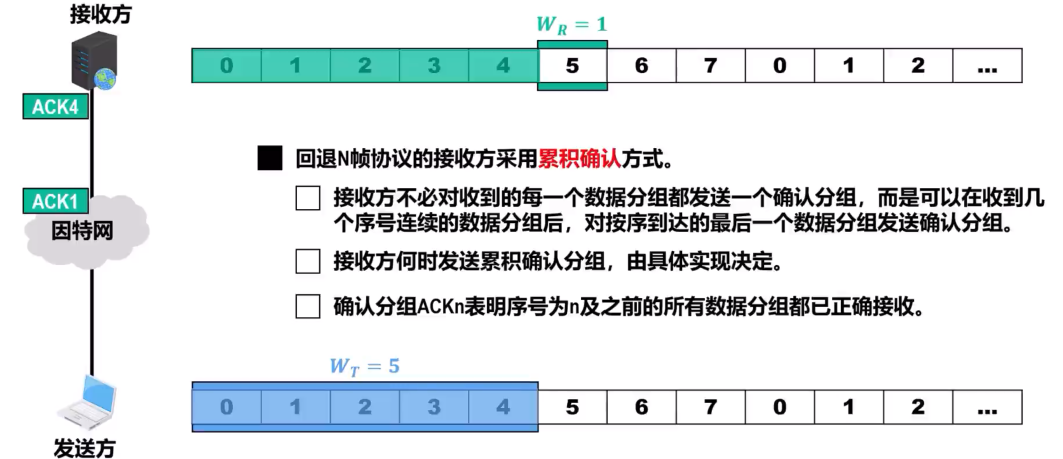 接收方
W_R = 1
0 1 2 3 4 5 6 7 0 1 2 ...
ACK4
回退N帧协议的接收方采用累积确认方式。
接收方不必对收到的每一个数据分组都发送一个确认分组，而是可以在收到几
个序号连续的数据分组后，对按序到达的最后一个数据分组发送确认分组。
ACK1
因特网
接收方何时发送累积确认分组，由具体实现决定。
确认分组ACKn表明序号为n及之前的所有数据分组都已正确接收。
W_T = 5
0 1 2 3 4 5 6 7 0 1 2 ...
发送方